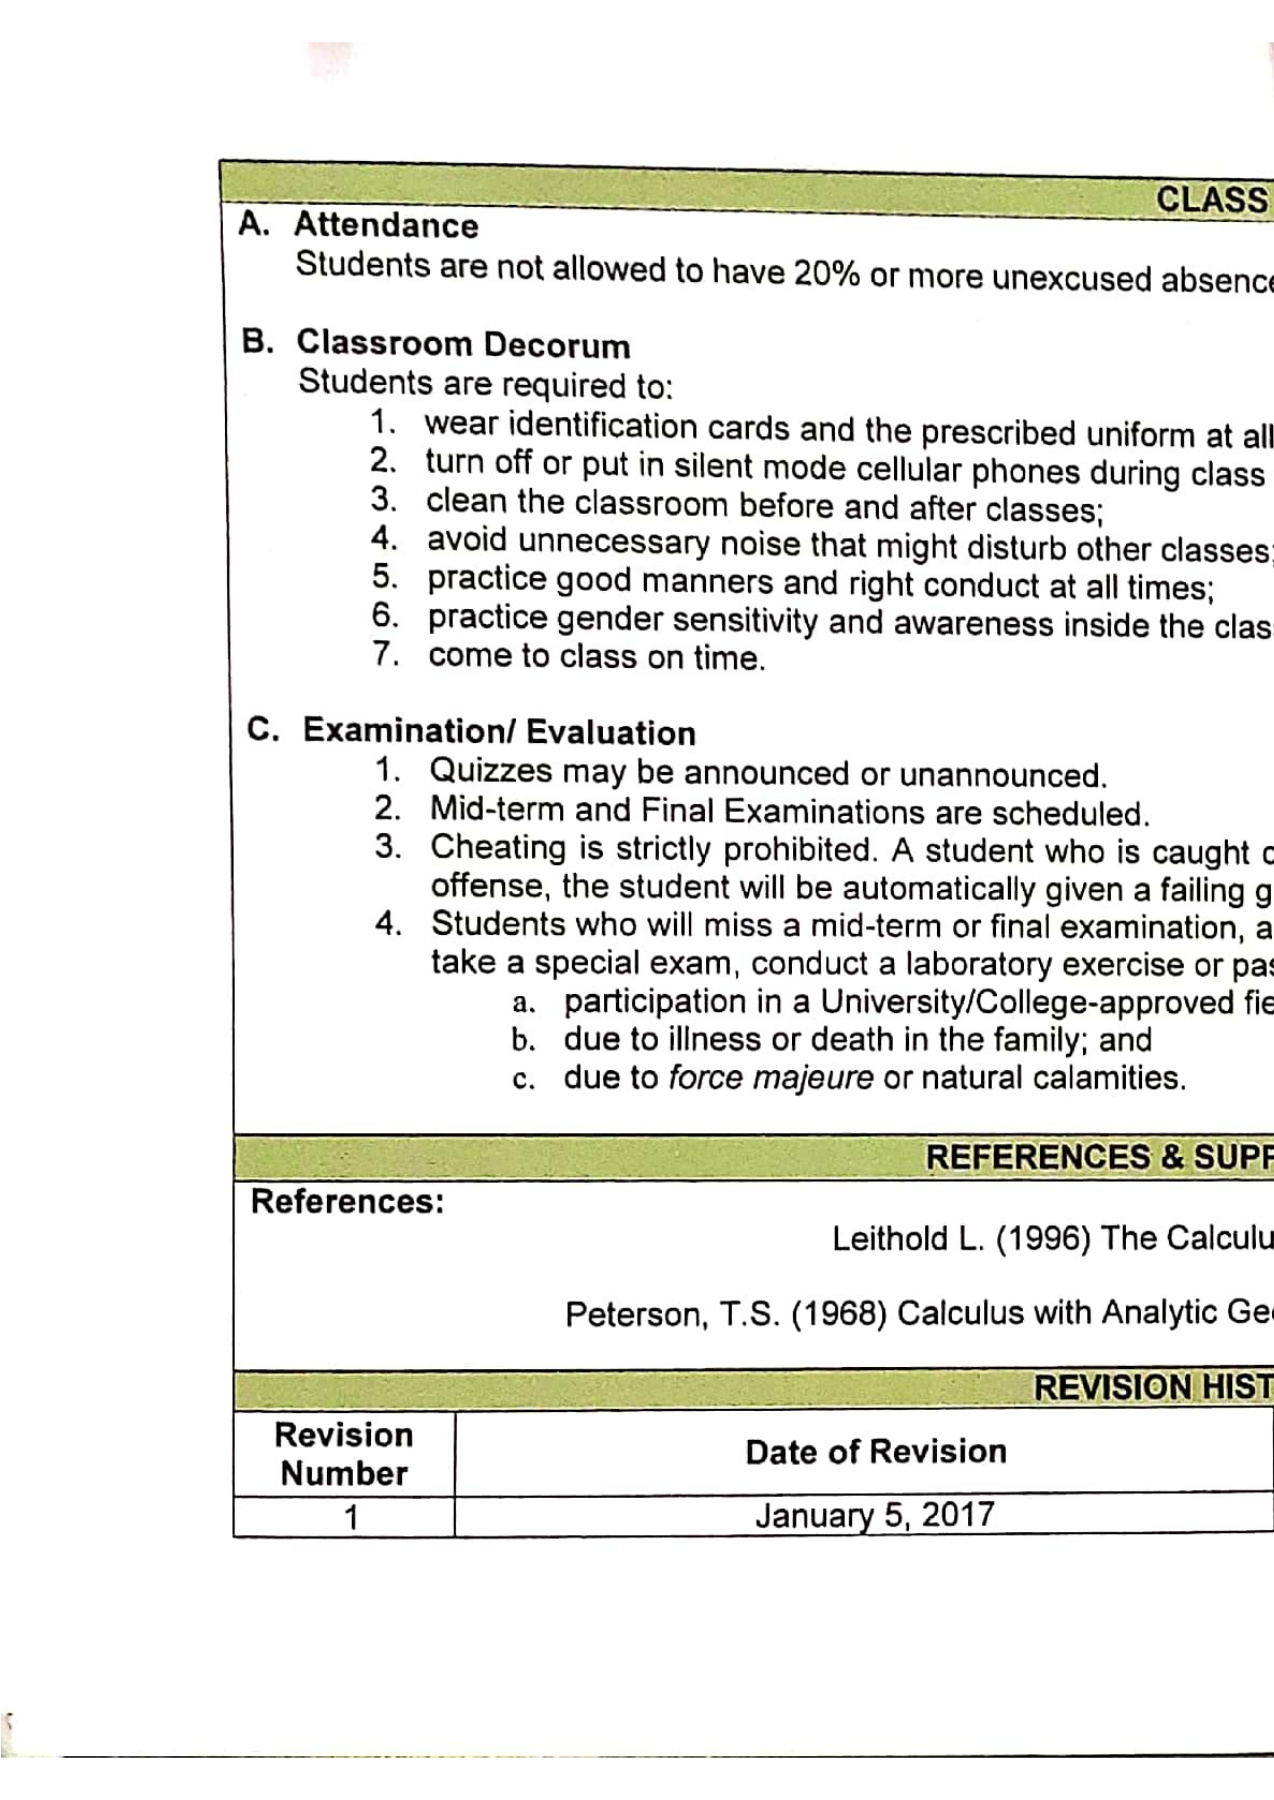 CLASS
A. Attendance
Students are not allowed to have 20% or more unexcused absence
B. Classroom Decorum
Students are required to:
1. wear identification cards and the prescribed uniform at all
2. turn off or put in silent mode cellular phones during class
3. clean the classroom before and after classes;
4. avoid unnecessary noise that might disturb other classes;
5. practice good manners and right conduct at all times;
6. practice gender sensitivity and awareness inside the clas
7. come to class on time.
C. Examination/ Evaluation
1. Quizzes may be announced or unannounced.
2. Mid-term and Final Examinations are scheduled.
3. Cheating is strictly prohibited. A student who is caught c
offense, the student will be automatically given a failing g
4. Students who will miss a mid-term or final examination, a
take a special exam, conduct a laboratory exercise or pas
a. participation in a University/College-approved fie
b. due to illness or death in the family; and
c. due to force majeure or natural calamities.
REFERENCES & SUPP
References:
Leithold L. (1996) The Calculu
Peterson, T.S. (1968) Calculus with Analytic Geo
REVISION HIST
Revision
Number
Date of Revision
1 January 5, 2017